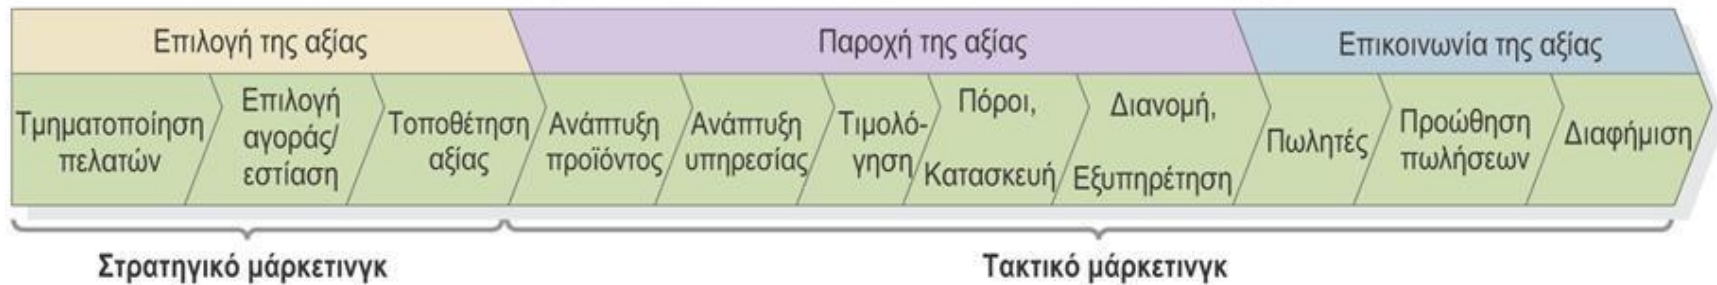 Επιλογή της αξίας
Παροχή της αξίας
Επικοινωνία της αξίας
Τμηματοποίηση
πελατών
Επιλογή
αγοράς/
εστίαση
Τοποθέτηση
αξίας
Ανάπτυξη
προϊόντος
Ανάπτυξη
υπηρεσίας
Τιμολό-
γηση
Πόροι,
Κατασκευή
Διανομή,
Εξυπηρέτηση
Πωλητές
Προώθηση
πωλήσεων
Διαφήμιση
Στρατηγικό μάρκετινγκ
Τακτικό μάρκετινγκ